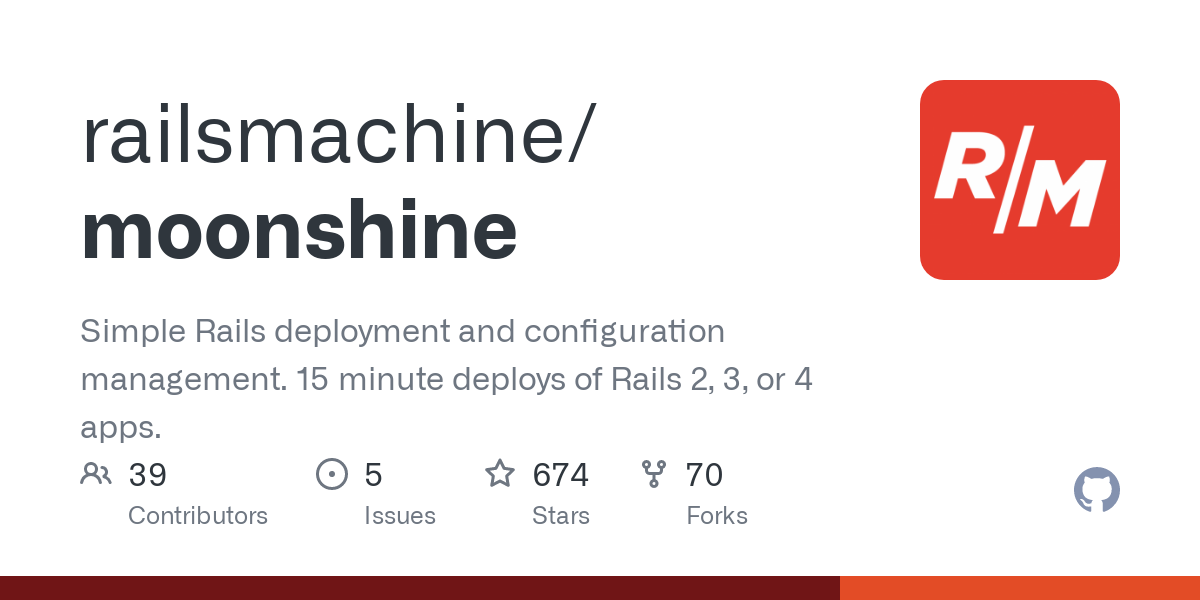 railsmachine/
moonshine
R/M
Simple Rails deployment and configuration
management. 15 minute deploys of Rails 2, 3, or 4
apps.
39
Contributors
5
Issues
674
Stars
70
Forks